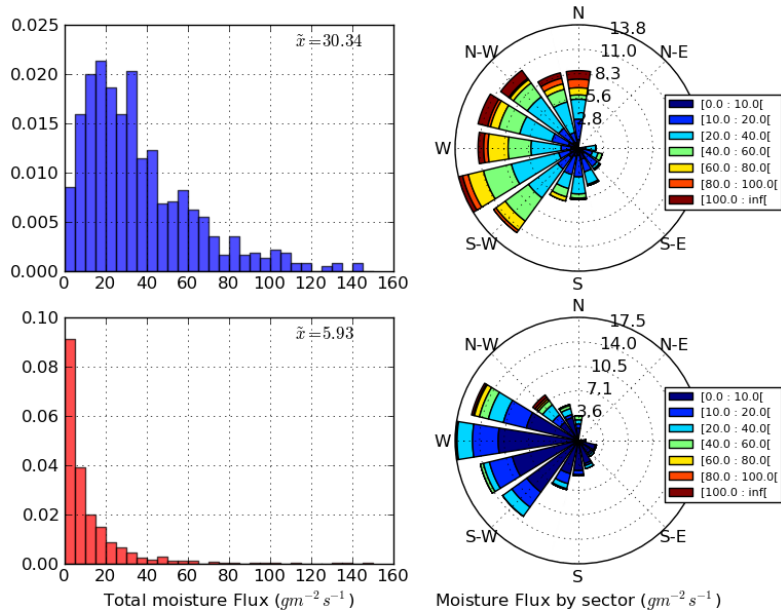 0.025
0.020
0.015
0.010
0.005
0.000
0 20 40 60 80 100 120 140 160
x̃=30.34
N
N-E
S-E
S
S-W
W
N-W
13.8
11.0
8.3
5.6
2.8
[0.0 : 10.0[
[10.0 : 20.0[
[20.0 : 40.0[
[40.0 : 60.0[
[60.0 : 80.0[
[80.0 : 100.0[
[100.0 : inf[
0.10
0.08
0.06
0.04
0.02
0.00
0 20 40 60 80 100 120 140 160
x̃=5.93
Total moisture Flux (gm⁻²s⁻¹)
N
N-E
S-E
S
S-W
W
N-W
17.5
14.0
10.5
7.1
3.6
[0.0 : 10.0[
[10.0 : 20.0[
[20.0 : 40.0[
[40.0 : 60.0[
[60.0 : 80.0[
[80.0 : 100.0[
[100.0 : inf[
Moisture Flux by sector (gm⁻²s⁻¹)